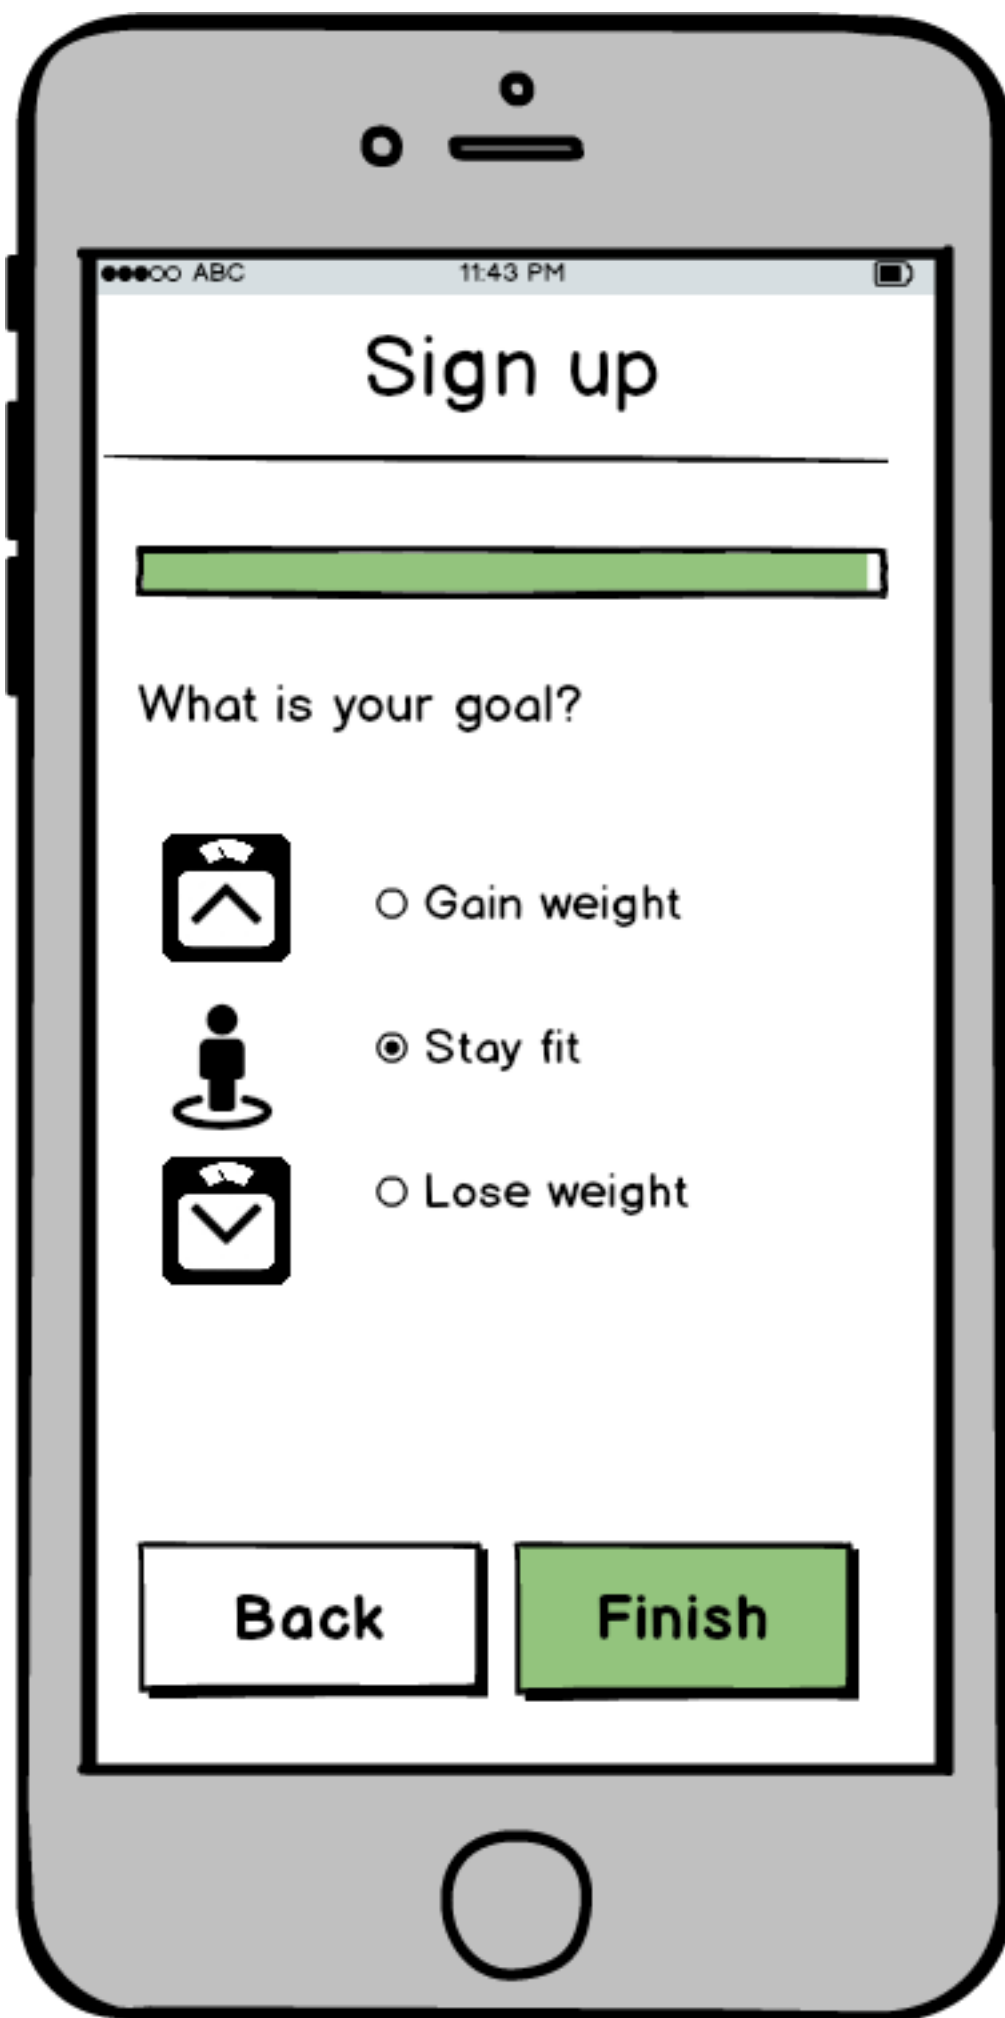 ABC 11:43 PM
Sign up
What is your goal?
Gain weight
Stay fit
Lose weight
Back Finish